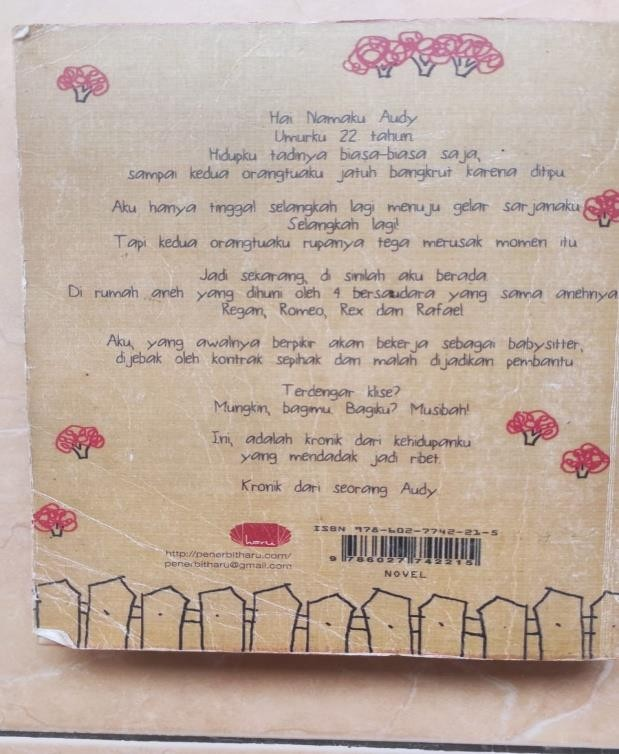 Hai Namaku Audy
Umurku 22 tahun
Hidupku tadinya biasa-biasa saja,
sampai kedua orangtuaku jatuh bangkrut karena ditipu
Aku hanya tinggal selangkah lagi menuju gelar sarjanaku
Selangkah lagi!
Tapi kedua orangtuaku rupanya tega merusak momen itu
Jadi sekarang, di sinilah aku berada
Di rumah aneh yang dihuni oleh 4 bersaudara yang sama anehnya
Regan, Romeo, Rex dan Rafael
Aku, yang awalnya berpikir akan bekerja sebagai babysitter,
dijebak oleh kontrak sepihak dan malah dijadikan pembantu
Terdengar klise?
Mungkin, bagimu. Bagiku? Musibah!
Ini, adalah kronik dari kehidupanku
yang mendadak jadi ribet.
Kronik dari seorang Audy
haru
http://penerbitharu.com/
penerbitharu@gmail.com
ISBN 978-602-7742-21-5
9 786027 742215
NOVEL